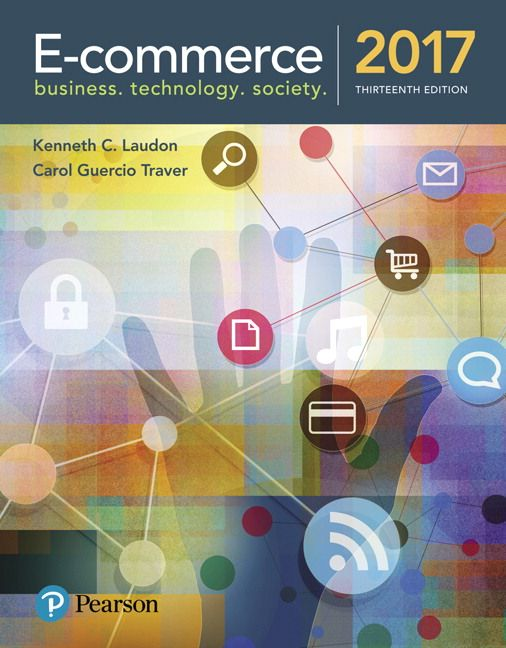 E-commerce
business. technology. society.
2017
THIRTEENTH EDITION
Kenneth C. Laudon
Carol Guercio Traver
P Pearson